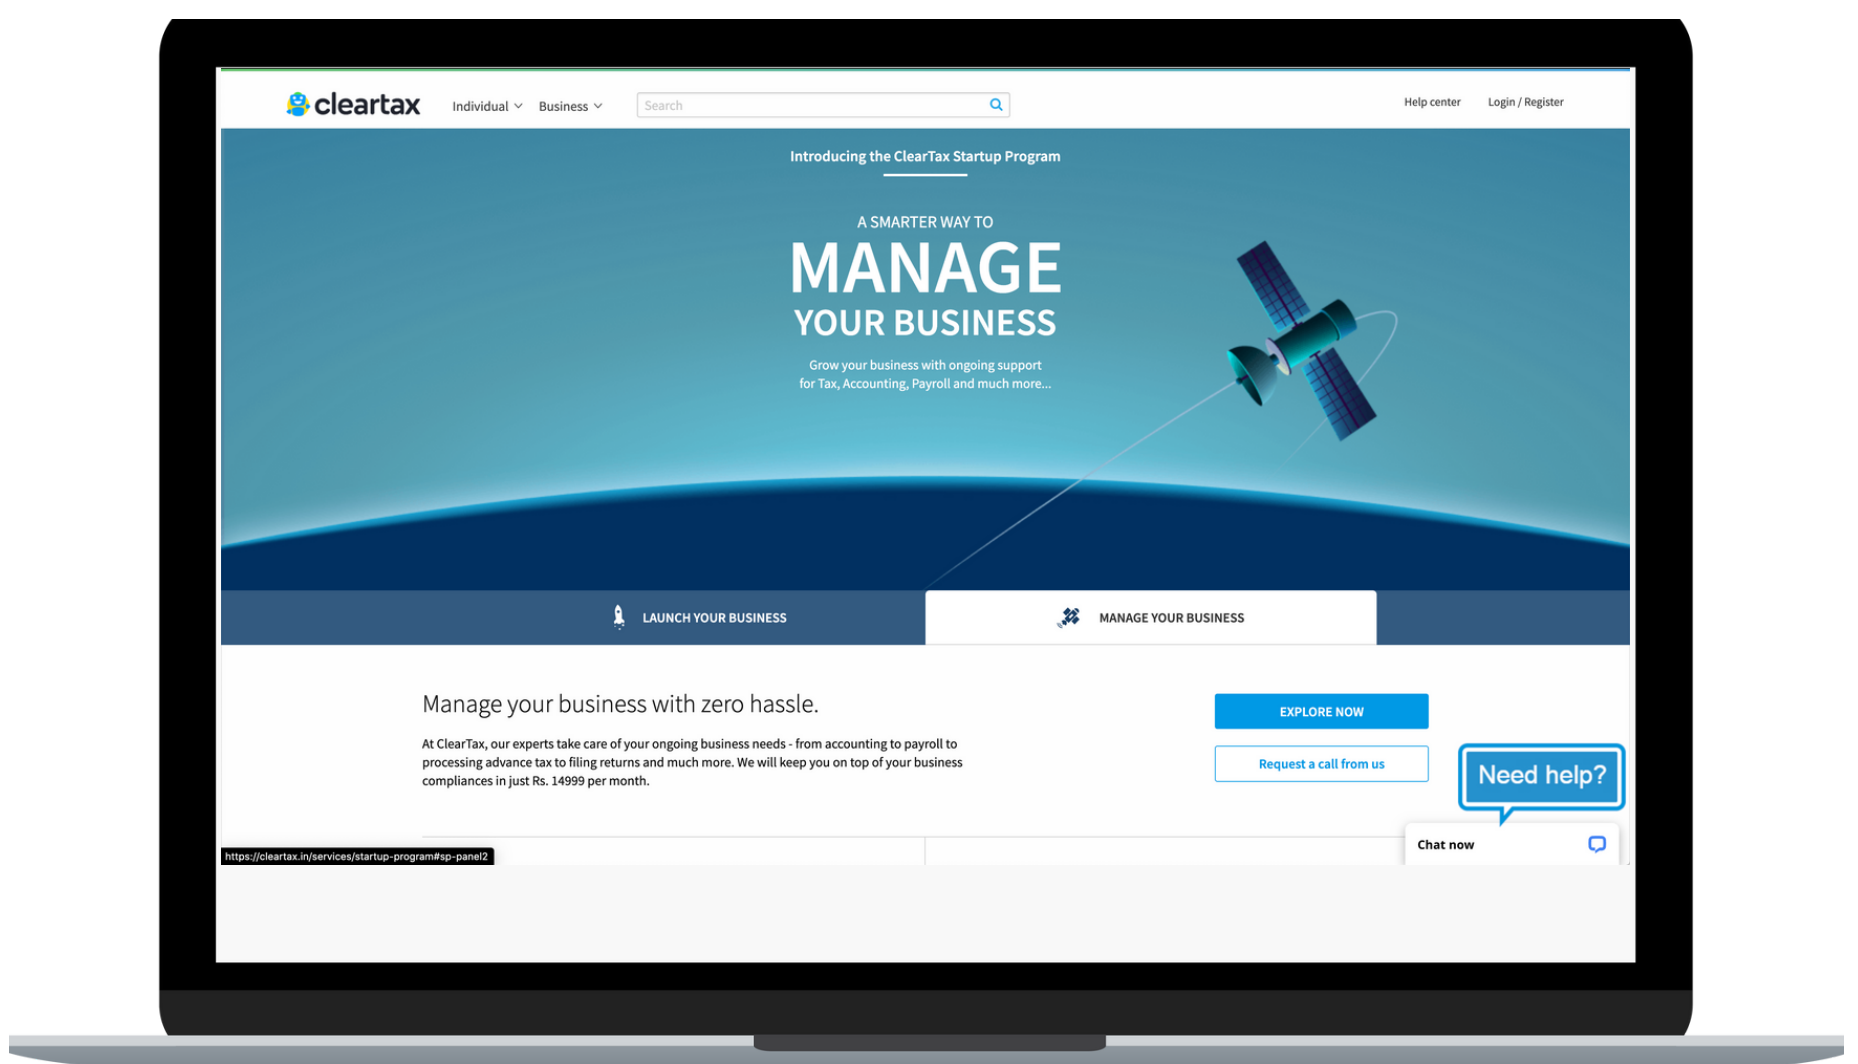 cleartax
Individual
Business
Search
Help center
Login / Register
Introducing the ClearTax Startup Program
A SMARTER WAY TO
MANAGE
YOUR BUSINESS
Grow your business with ongoing support
for Tax, Accounting, Payroll and much more...
LAUNCH YOUR BUSINESS
MANAGE YOUR BUSINESS
Manage your business with zero hassle.
At ClearTax, our experts take care of your ongoing business needs - from accounting to payroll to
processing advance tax to filing returns and much more. We will keep you on top of your business
compliances in just Rs. 14999 per month.
EXPLORE NOW
Request a call from us
Need help?
Chat now
https://cleartax.in/services/startup-program#sp-panel2